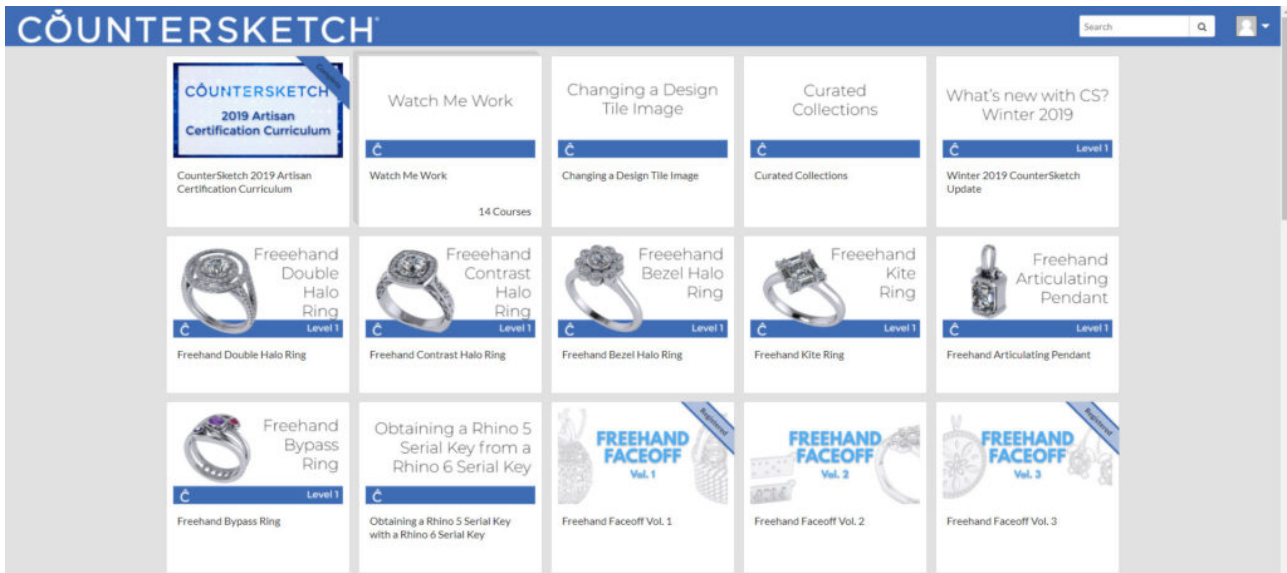 CŎUNTERSKETCH®
Search
Complete
CŎUNTERSKETCH
2019 Artisan
Certification Curriculum
CounterSketch 2019 Artisan
Certification Curriculum
Watch Me Work
Č
Watch Me Work
14 Courses
Changing a Design
Tile Image
Č
Changing a Design Tile Image
Curated
Collections
Č
Curated Collections
What's new with CS?
Winter 2019
Č Level 1
Winter 2019 CounterSketch
Update
Freeehand
Double
Halo
Ring
Č Level 1
Freehand Double Halo Ring
Freeehand
Contrast
Halo
Ring
Č Level 1
Freehand Contrast Halo Ring
Freeehand
Bezel Halo
Ring
Č Level 1
Freehand Bezel Halo Ring
Freeehand
Kite
Ring
Č Level 1
Freehand Kite Ring
Freehand
Articulating
Pendant
Č Level 1
Freehand Articulating Pendant
Freehand
Bypass
Ring
Č Level 1
Freehand Bypass Ring
Obtaining a Rhino 5
Serial Key from a
Rhino 6 Serial Key
Č
Obtaining a Rhino 5 Serial Key
with a Rhino 6 Serial Key
Registered
FREEHAND
FACEOFF
Vol. 1
Freehand Faceoff Vol. 1
FREEHAND
FACEOFF
Vol. 2
Freehand Faceoff Vol. 2
Registered
FREEHAND
FACEOFF
Vol. 3
Freehand Faceoff Vol. 3